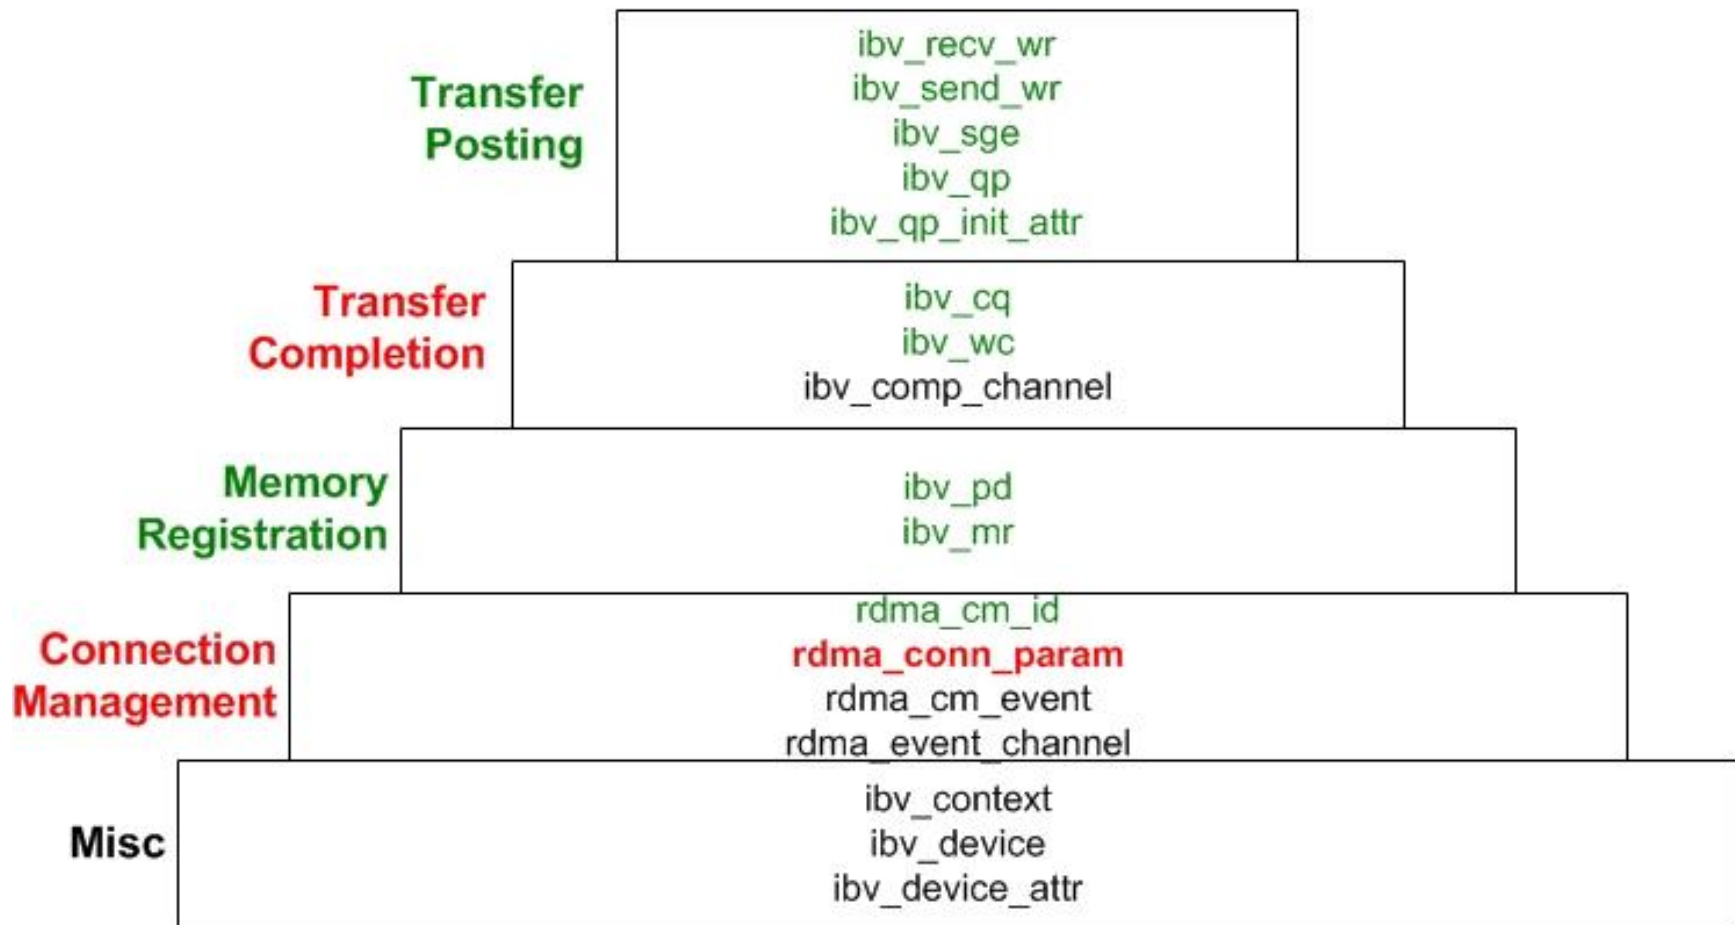 Transfer
Posting
ibv_recv_wr
ibv_send_wr
ibv_sge
ibv_qp
ibv_qp_init_attr
Transfer
Completion
ibv_cq
ibv_wc
ibv_comp_channel
Memory
Registration
ibv_pd
ibv_mr
Connection
Management
rdma_cm_id
rdma_conn_param
rdma_cm_event
rdma_event_channel
Misc
ibv_context
ibv_device
ibv_device_attr